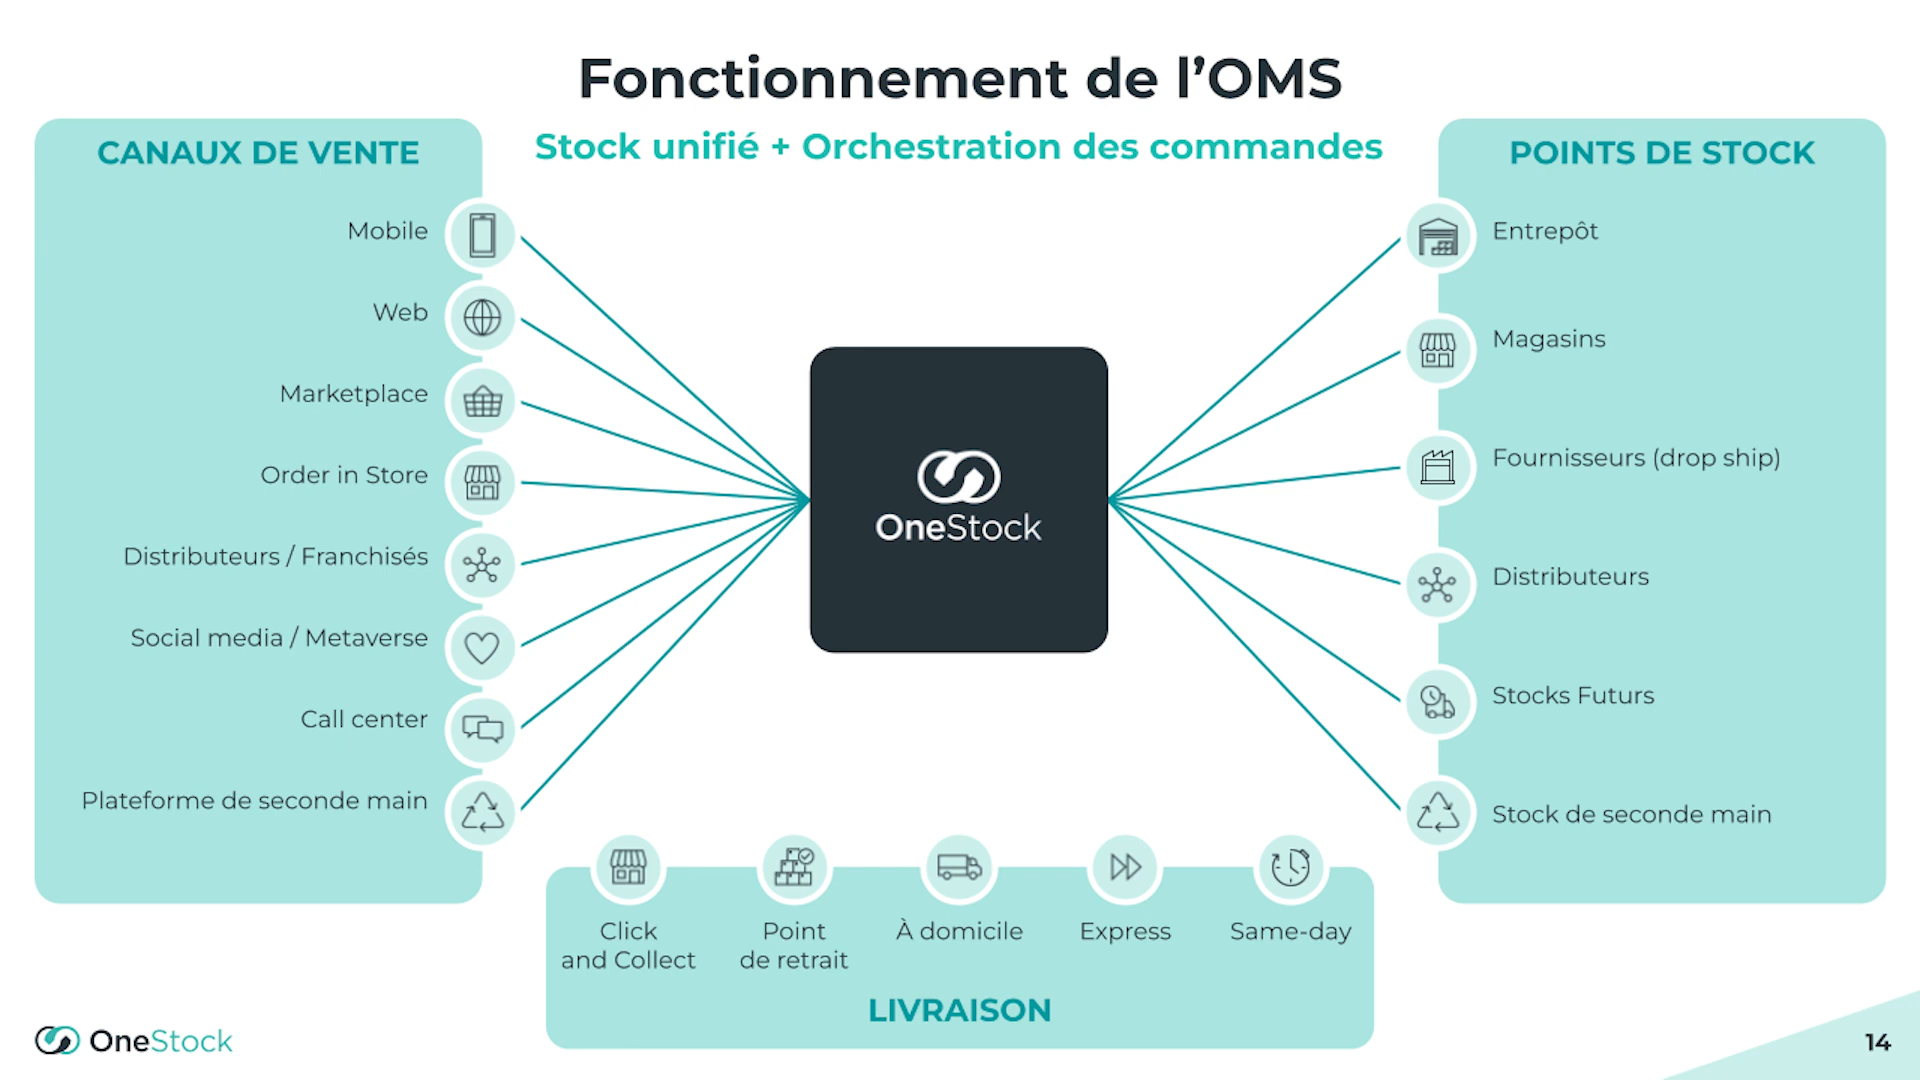 Fonctionnement de l’OMS
Stock unifié + Orchestration des commandes
CANAUX DE VENTE
Mobile
Web
Marketplace
Order in Store
Distributeurs / Franchisés
Social media / Metaverse
Call center
Plateforme de seconde main
OneStock
POINTS DE STOCK
Entrepôt
Magasins
Fournisseurs (drop ship)
Distributeurs
Stocks Futurs
Stock de seconde main
Click
and Collect
Point
de retrait
À domicile
Express
Same-day
LIVRAISON
OneStock
14